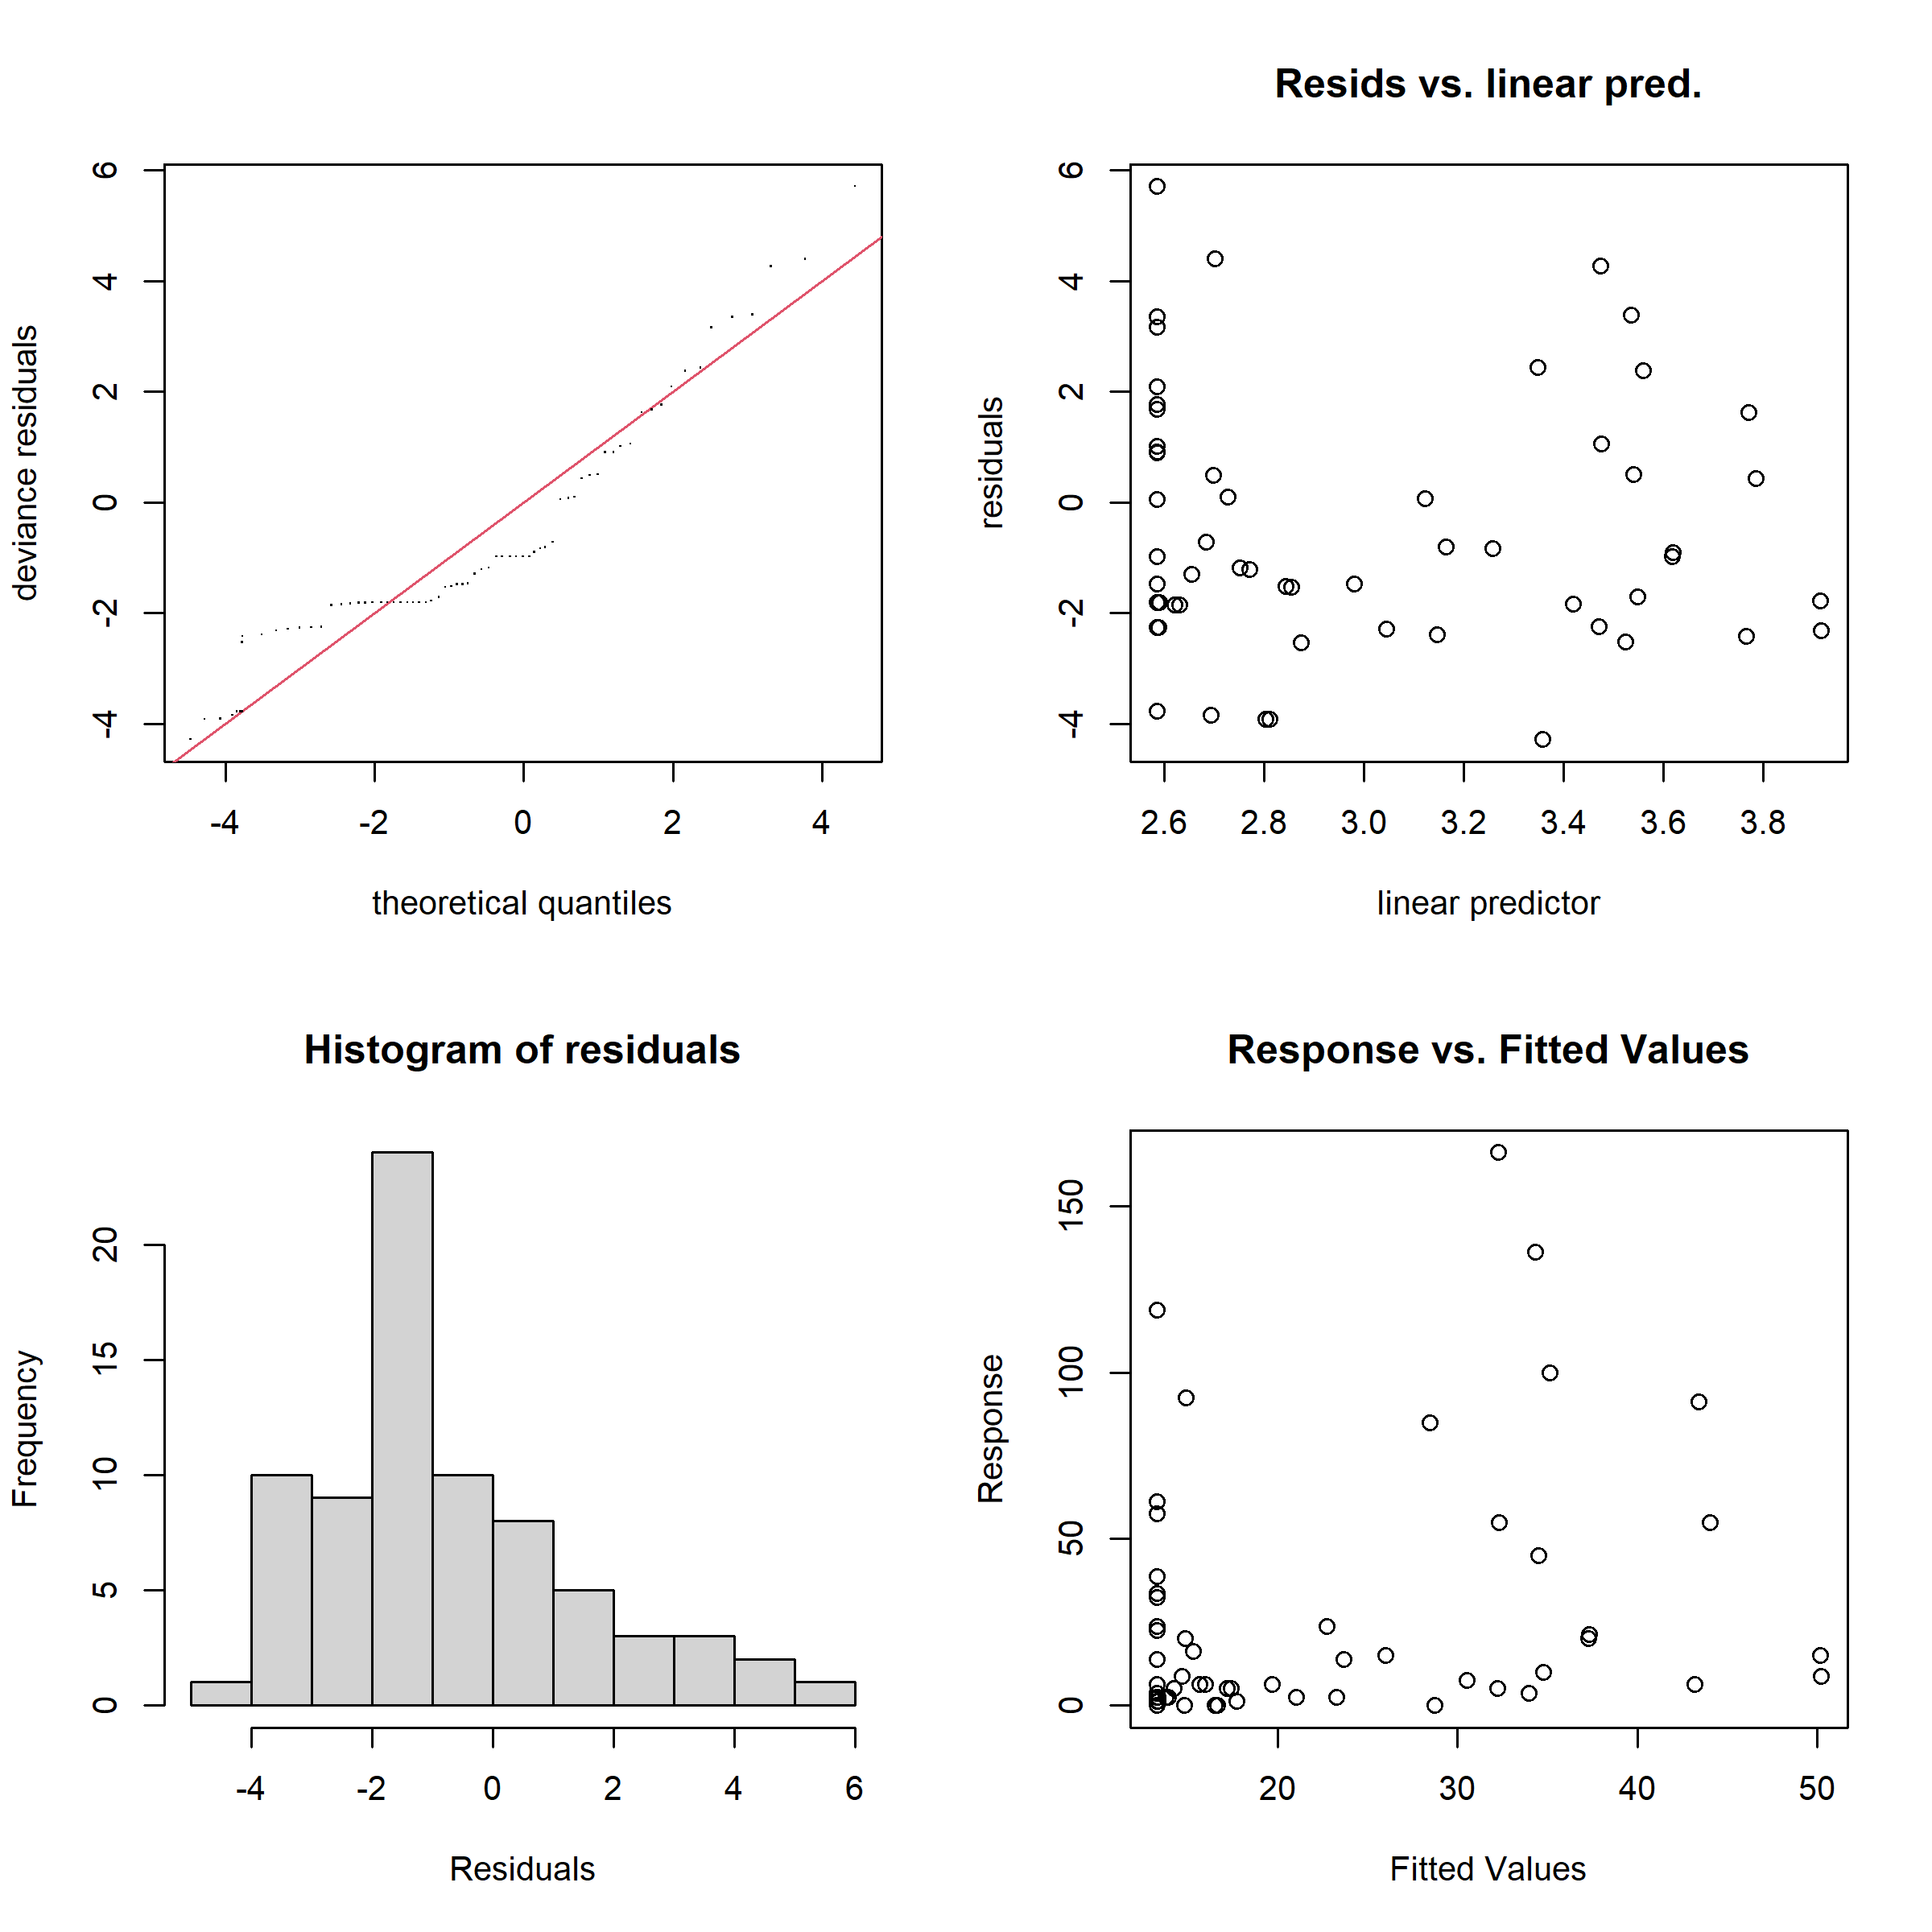 deviance residuals
6
4
2
0
-2
-4
-4 -2 0 2 4
theoretical quantiles
Resids vs. linear pred.
residuals
6
4
2
0
-2
-4
2.6 2.8 3.0 3.2 3.4 3.6 3.8
linear predictor
Histogram of residuals
Frequency
20
15
10
5
0
-4 -2 0 2 4 6
Residuals
Response vs. Fitted Values
Response
150
100
50
0
20 30 40 50
Fitted Values